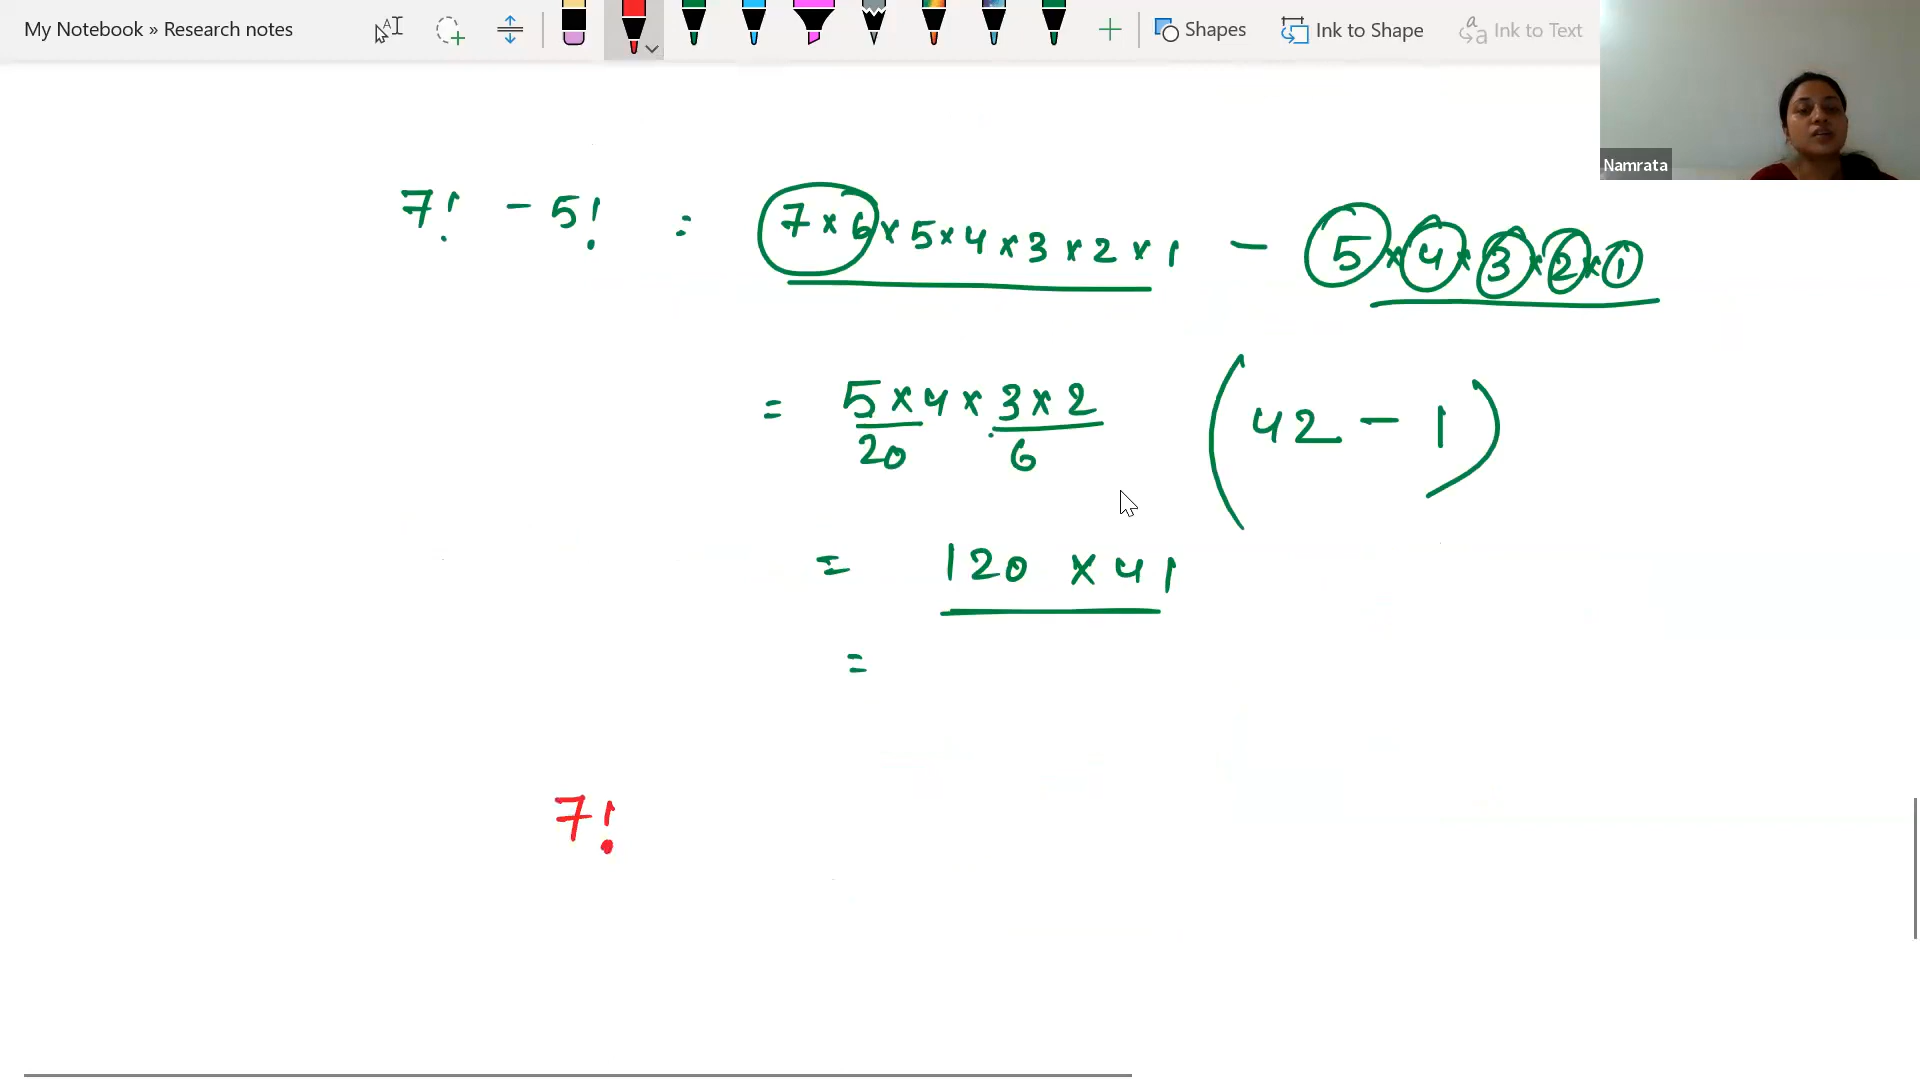 My Notebook » Research notes
Shapes
Ink to Shape
Ink to Text
Namrata
7! - 5! = 7 × 6 × 5 × 4 × 3 × 2 × 1 - 5 × 4 × 3 × 2 × 1
= 5 × 4 × 3 × 2 ( 42 - 1 )
20 6
= 120 × 41
=
7!